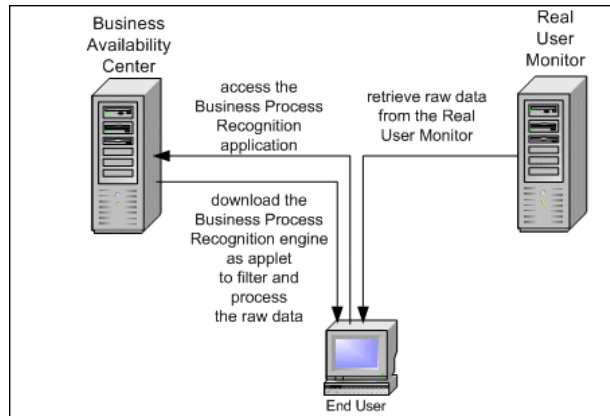 Business
Availability
Center
Real
User
Monitor
access the
Business Process
Recognition
application
retrieve raw data
from the Real
User Monitor
download the
Business Process
Recognition engine
as applet
to filter and
process
the raw data
End User